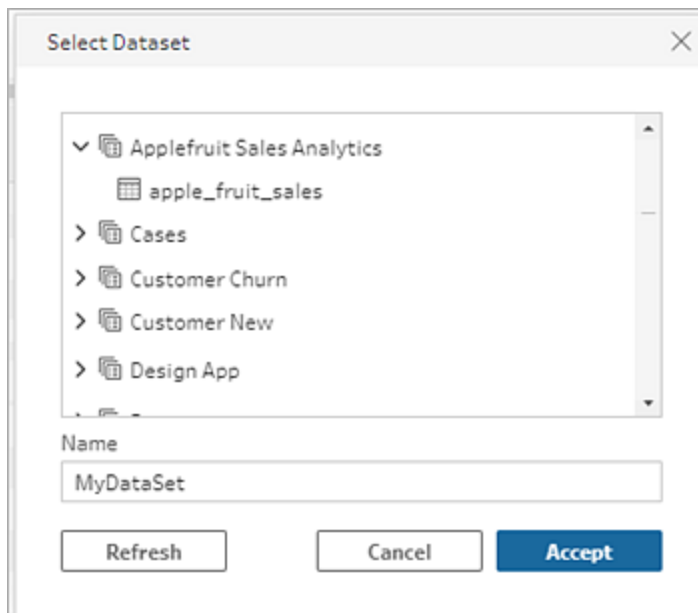 Select Dataset
Applefruit Sales Analytics
apple_fruit_sales
Cases
Customer Churn
Customer New
Design App
Name
MyDataSet
Refresh Cancel Accept